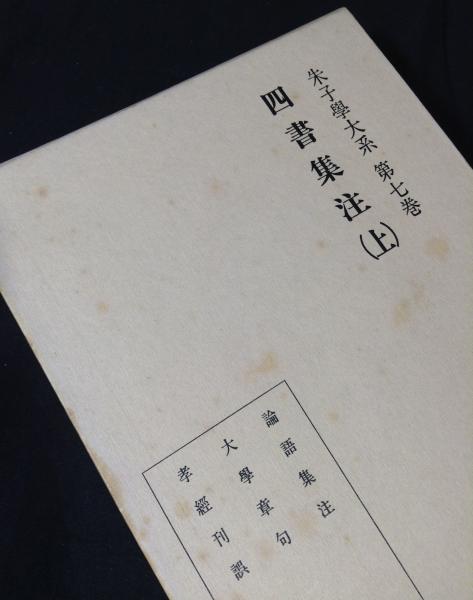 朱子學大系 第七巻
四書集注(上)
論語集注
大學章句
孝經刊誤